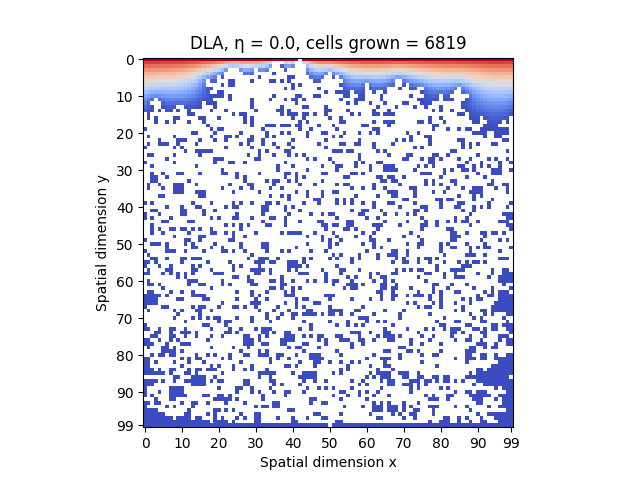 DLA, η = 0.0, cells grown = 6819
Spatial dimension y
0
10
20
30
40
50
60
70
80
90
99
0 10 20 30 40 50 60 70 80 90 99
Spatial dimension x